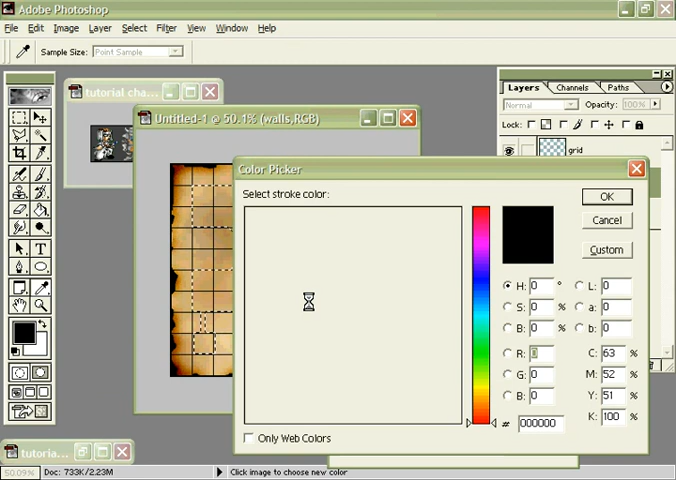 Adobe Photoshop
File Edit Image Layer Select Filter View Window Help
Sample Size: Point Sample
tutorial cha...
Untitled-1 @ 50.1% (walls,RGB)
Layers Channels Paths
Normal Opacity: 100%
Lock:
grid
Color Picker
Select stroke color:
OK
Cancel
Custom
H: 0 ° L: 0
S: 0 % a: 0
B: 0 % b: 0
R: 0 C: 63 %
G: 0 M: 52 %
B: 0 Y: 51 %
K: 100 %
# 000000
Only Web Colors
T
tutoria...
50.09% Doc: 733K/2.23M Click image to choose new color